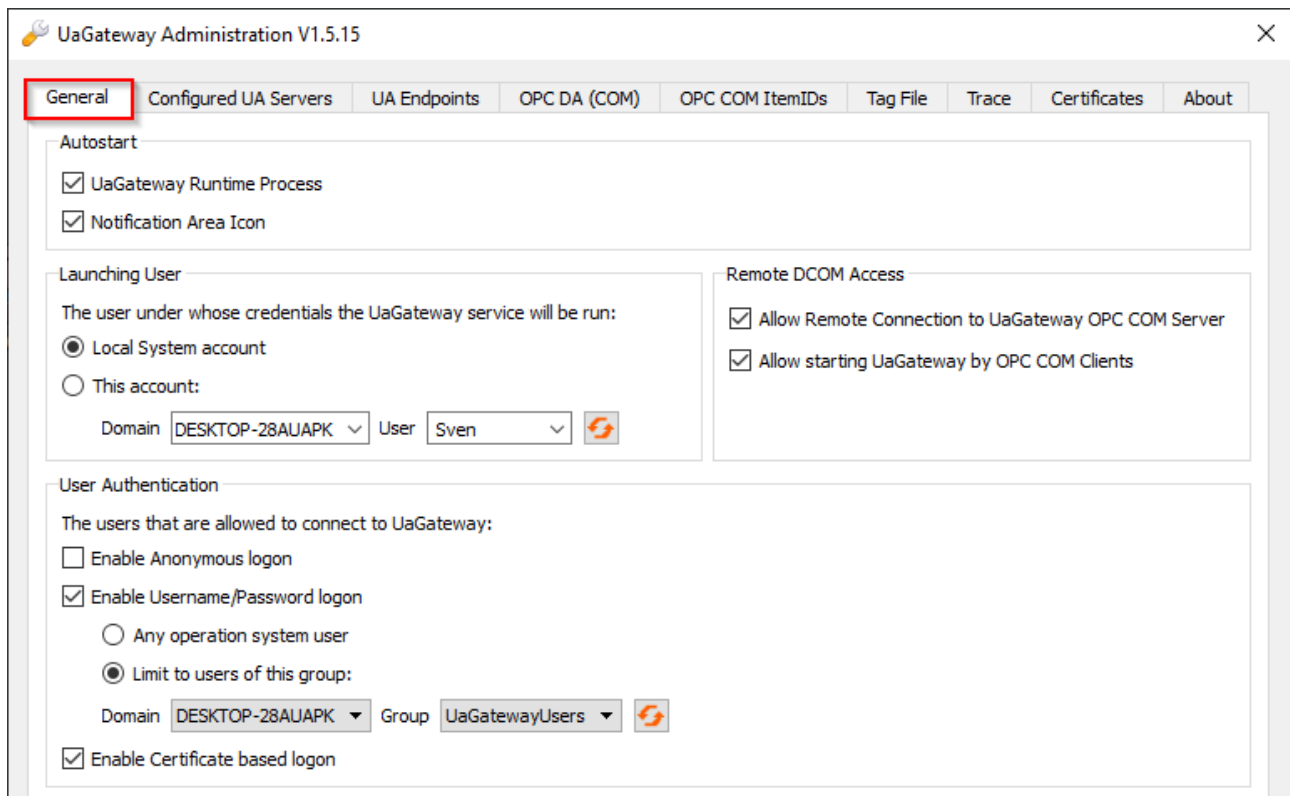 UaGateway Administration V1.5.15
General Configured UA Servers UA Endpoints OPC DA (COM) OPC COM ItemIDs Tag File Trace Certificates About
Autostart
UaGateway Runtime Process
Notification Area Icon
Launching User
The user under whose credentials the UaGateway service will be run:
Local System account
This account:
Domain DESKTOP-28AUAPK User Sven
Remote DCOM Access
Allow Remote Connection to UaGateway OPC COM Server
Allow starting UaGateway by OPC COM Clients
User Authentication
The users that are allowed to connect to UaGateway:
Enable Anonymous logon
Enable Username/Password logon
Any operation system user
Limit to users of this group:
Domain DESKTOP-28AUAPK Group UaGatewayUsers
Enable Certificate based logon